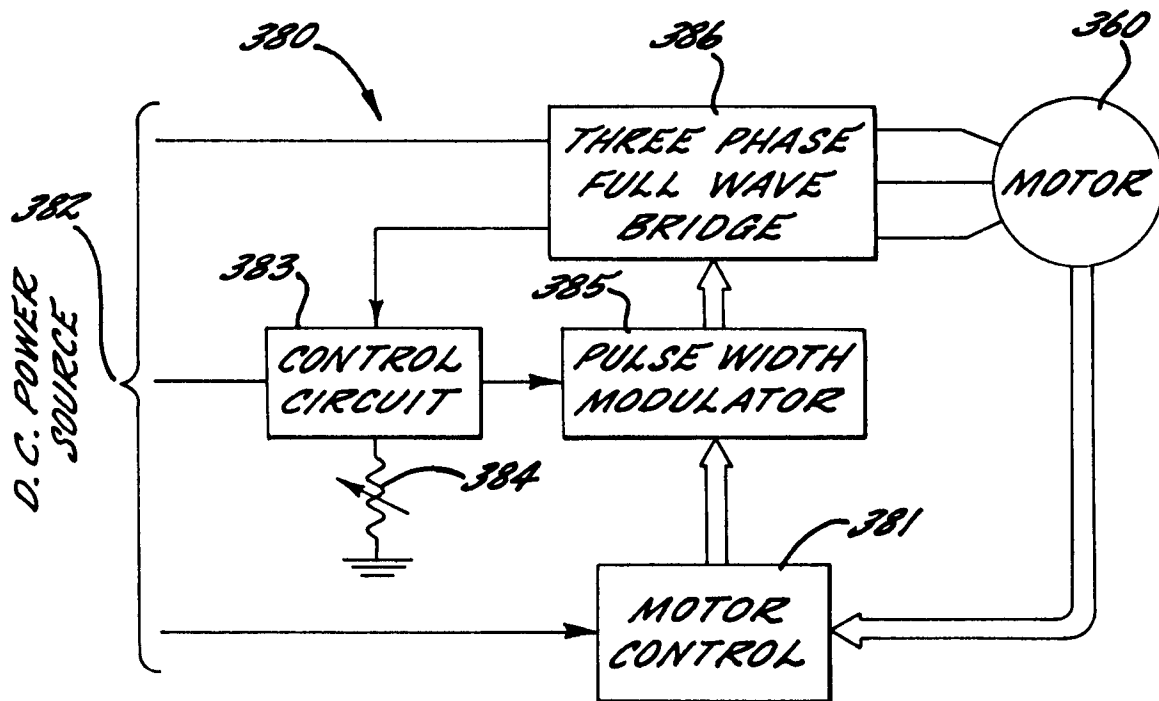 380
386
360
THREE PHASE
FULL WAVE
BRIDGE
MOTOR
382
D.C. POWER
SOURCE
383
385
CONTROL
CIRCUIT
PULSE WIDTH
MODULATOR
384
381
MOTOR
CONTROL